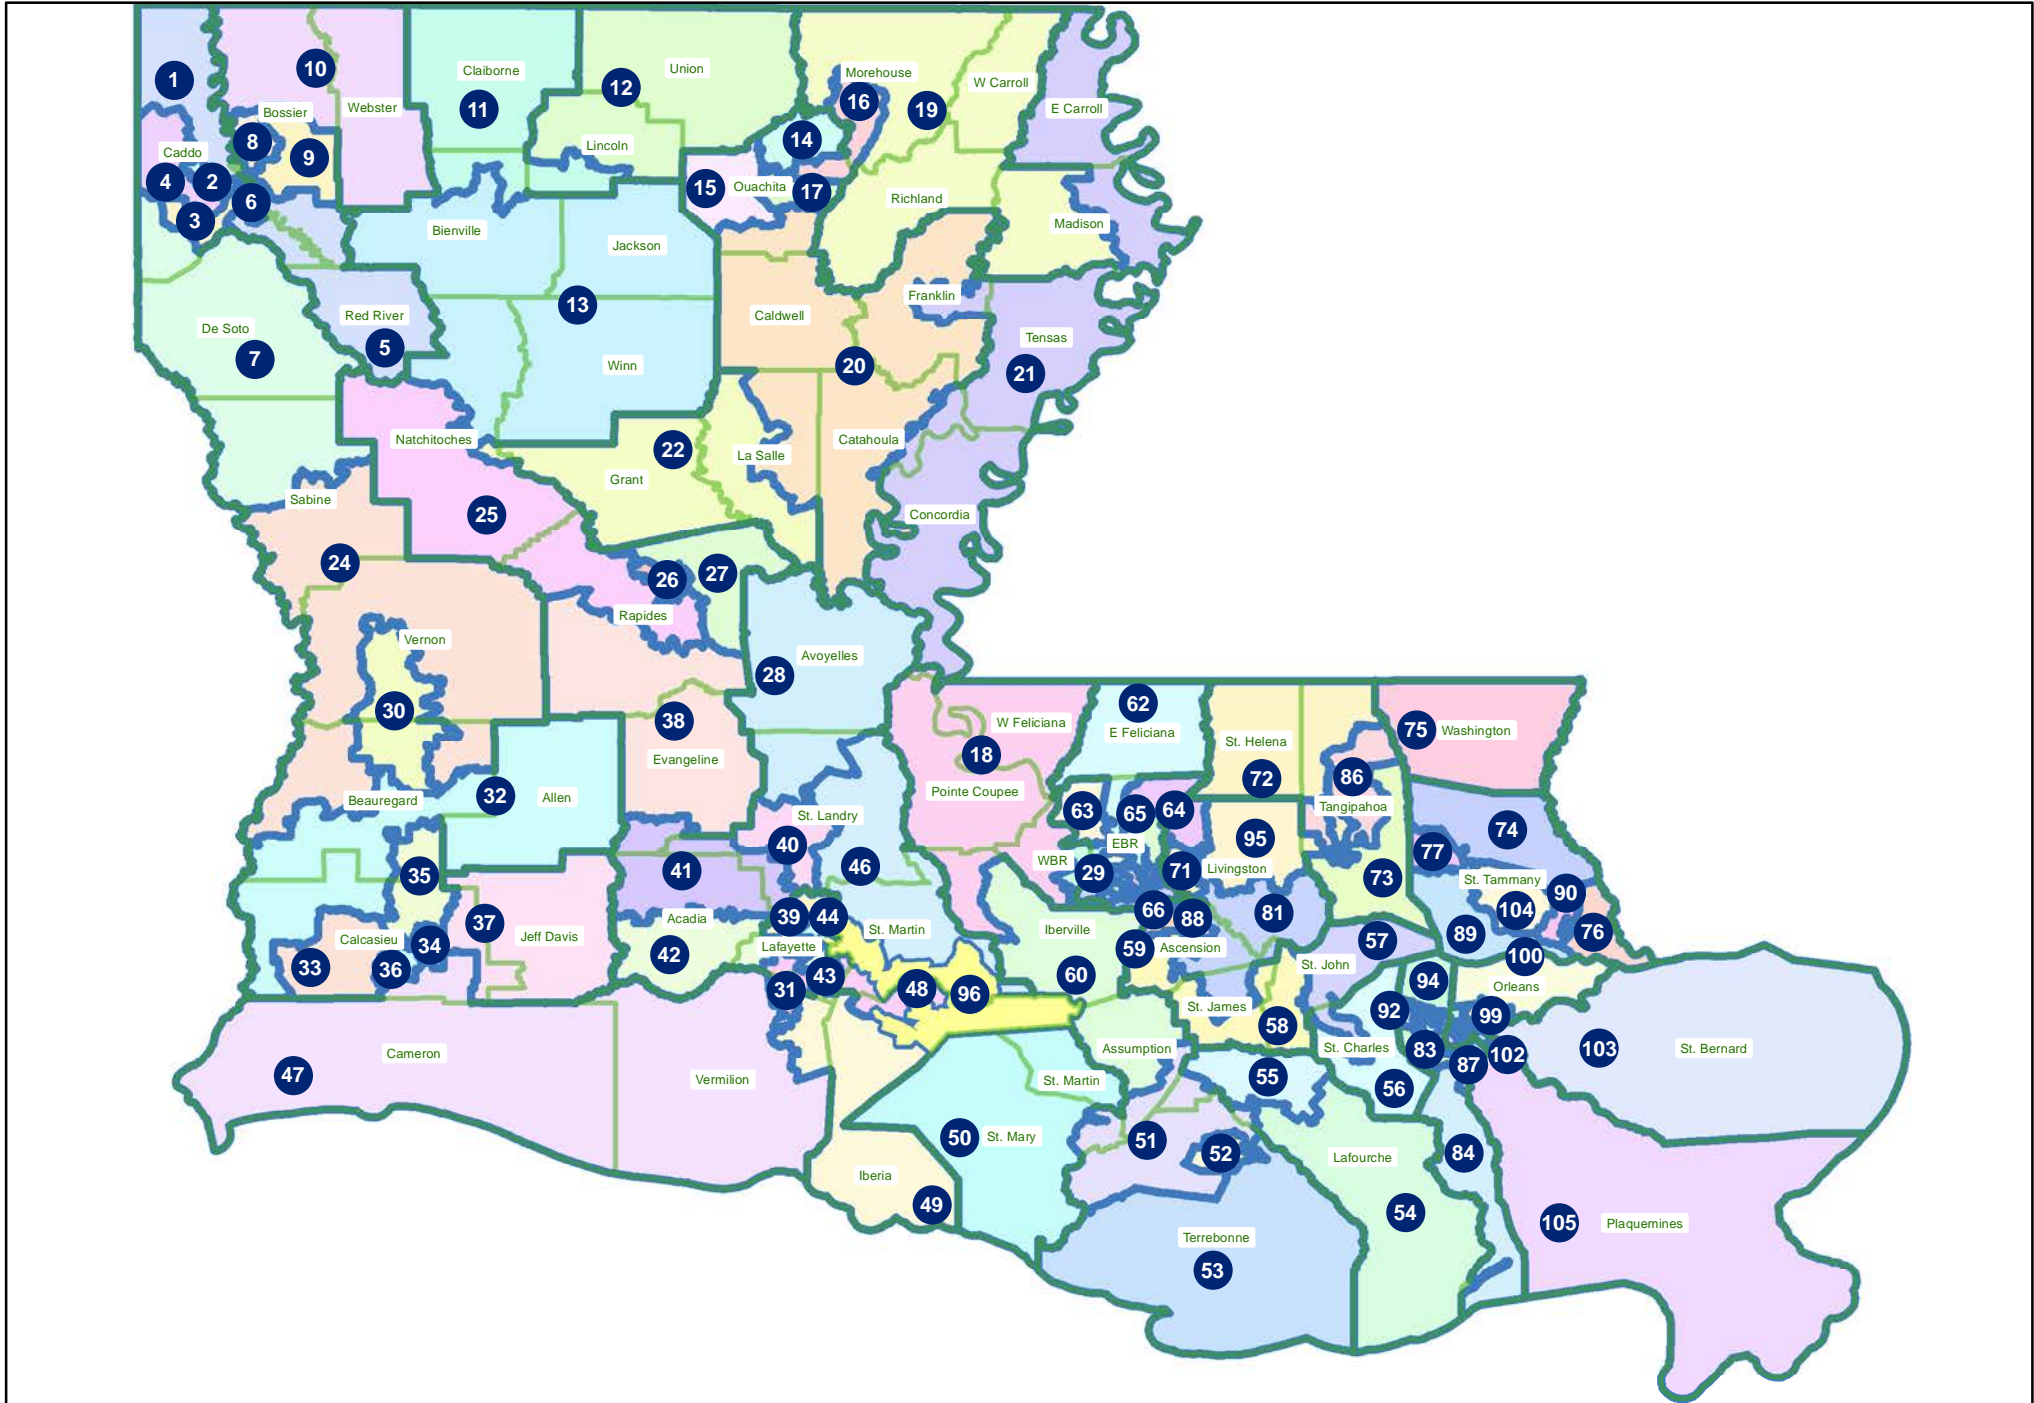 10
1
Claiborne
Union
12
Morehouse
W Carroll
Webster
11
16
19
E Carroll
Bossier
8
14
Caddo
9
Lincoln
4
2
15
Ouachita
17
6
Richland
3
Bienville
Madison
Jackson
Franklin
13
Red River
Caldwell
De Soto
Tensas
5
7
Winn
20
21
Natchitoches
Catahoula
22
La Salle
Grant
Sabine
25
Concordia
24
26
27
Rapides
Vernon
Avoyelles
28
30
62
38
W Feliciana
75
Washington
E Feliciana
St. Helena
18
Evangeline
72
86
32
Allen
Pointe Coupee
Beauregard
Tangipahoa
63
65
64
St. Landry
74
95
40
EBR
77
WBR
46
41
71
Livingston
29
35
73
St. Tammany
90
39
44
66
88
81
104
Acadia
37
Iberville
St. Martin
76
Jeff Davis
89
Calcasieu
34
57
Lafayette
59
Ascension
42
100
33
36
43
60
St. John
94
31
48
96
Orleans
St. James
92
99
58
Cameron
Assumption
St. Charles
83
102
103
St. Bernard
87
47
Vermilion
St. Martin
55
56
50
St. Mary
51
52
84
Lafourche
Iberia
49
54
105
Plaquemines
Terrebonne
53